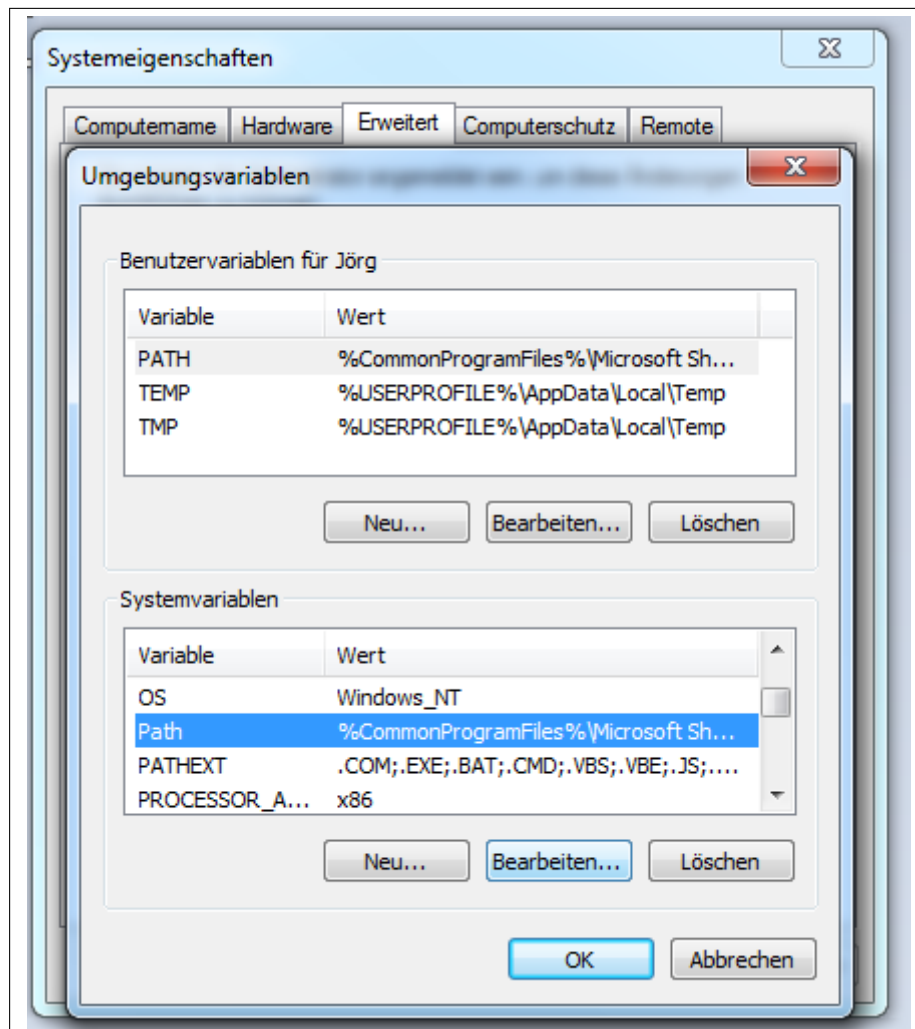 Systemeigenschaften
Computername Hardware Erweitert Computerschutz Remote
Umgebungsvariablen
Benutzervariablen für Jörg
Variable Wert
PATH %CommonProgramFiles%\Microsoft Sh...
TEMP %USERPROFILE%\AppData\Local\Temp
TMP %USERPROFILE%\AppData\Local\Temp
Neu... Bearbeiten... Löschen
Systemvariablen
Variable Wert
OS Windows_NT
Path %CommonProgramFiles%\Microsoft Sh...
PATHEXT .COM;.EXE;.BAT;.CMD;.VBS;.VBE;.JS;....
PROCESSOR_A... x86
Neu... Bearbeiten... Löschen
OK Abbrechen